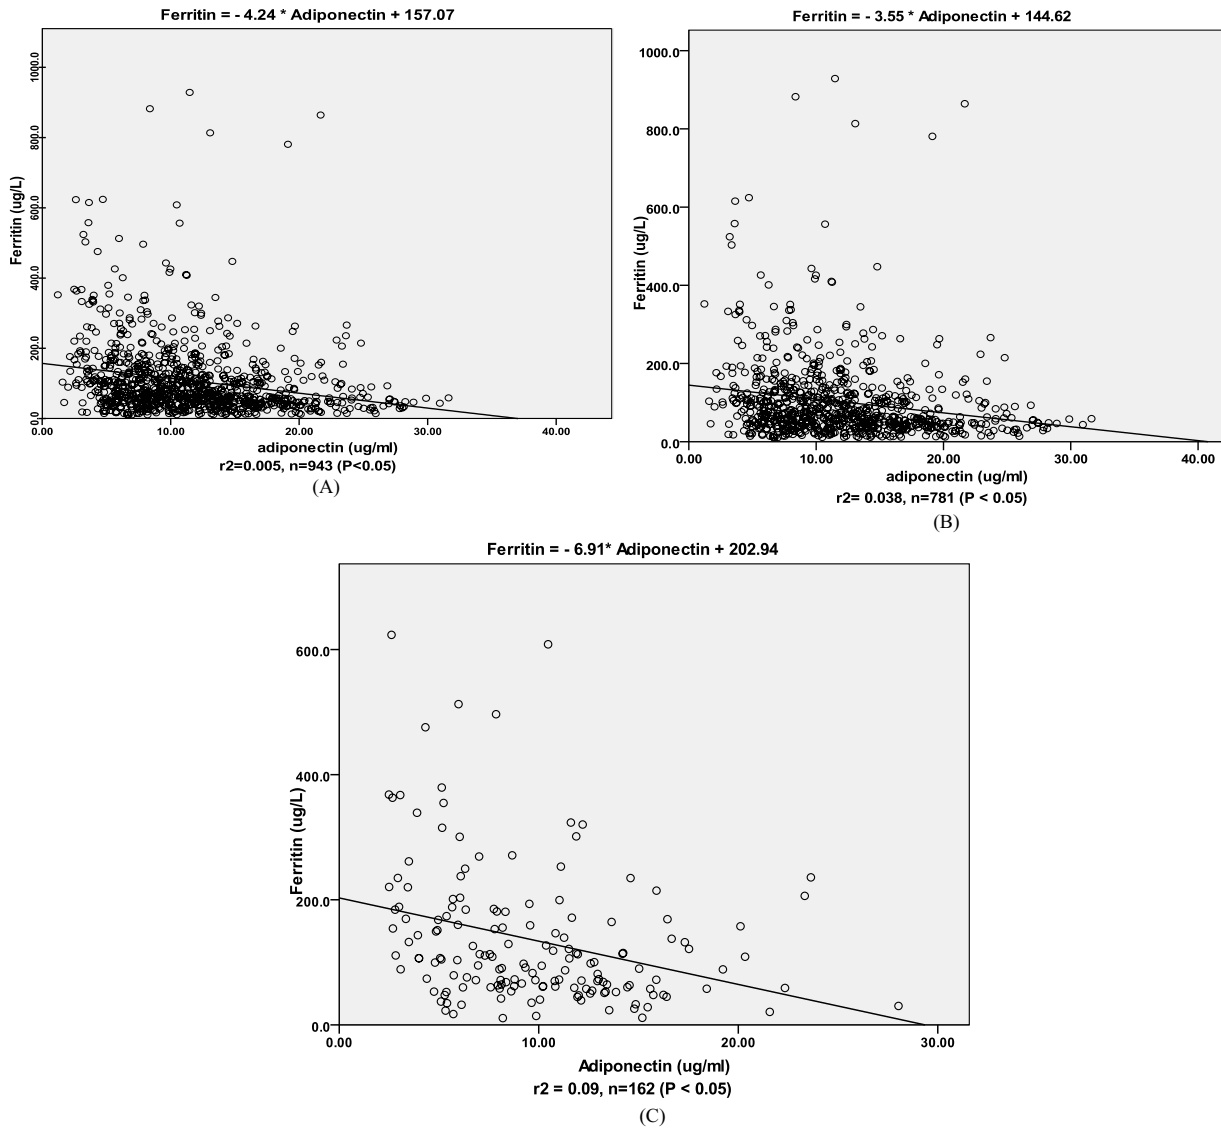 Ferritin = - 4.24 * Adiponectin + 157.07
1000.0
800.0
600.0
400.0
200.0
.0
Ferritin (ug/L)
0.00 10.00 20.00 30.00 40.00
adiponectin (ug/ml)
r2=0.005, n=943 (P<0.05)
(A)
Ferritin = - 3.55 * Adiponectin + 144.62
1000.0
800.0
600.0
400.0
200.0
0.0
Ferritin (ug/L)
0.00 10.00 20.00 30.00 40.00
adiponectin (ug/ml)
r2= 0.038, n=781 (P < 0.05)
(B)
Ferritin = - 6.91* Adiponectin + 202.94
600.0
400.0
200.0
0.0
Ferrritin (ug/L)
0.00 10.00 20.00 30.00
Adiponectin (ug/ml)
r2 = 0.09, n=162 (P < 0.05)
(C)